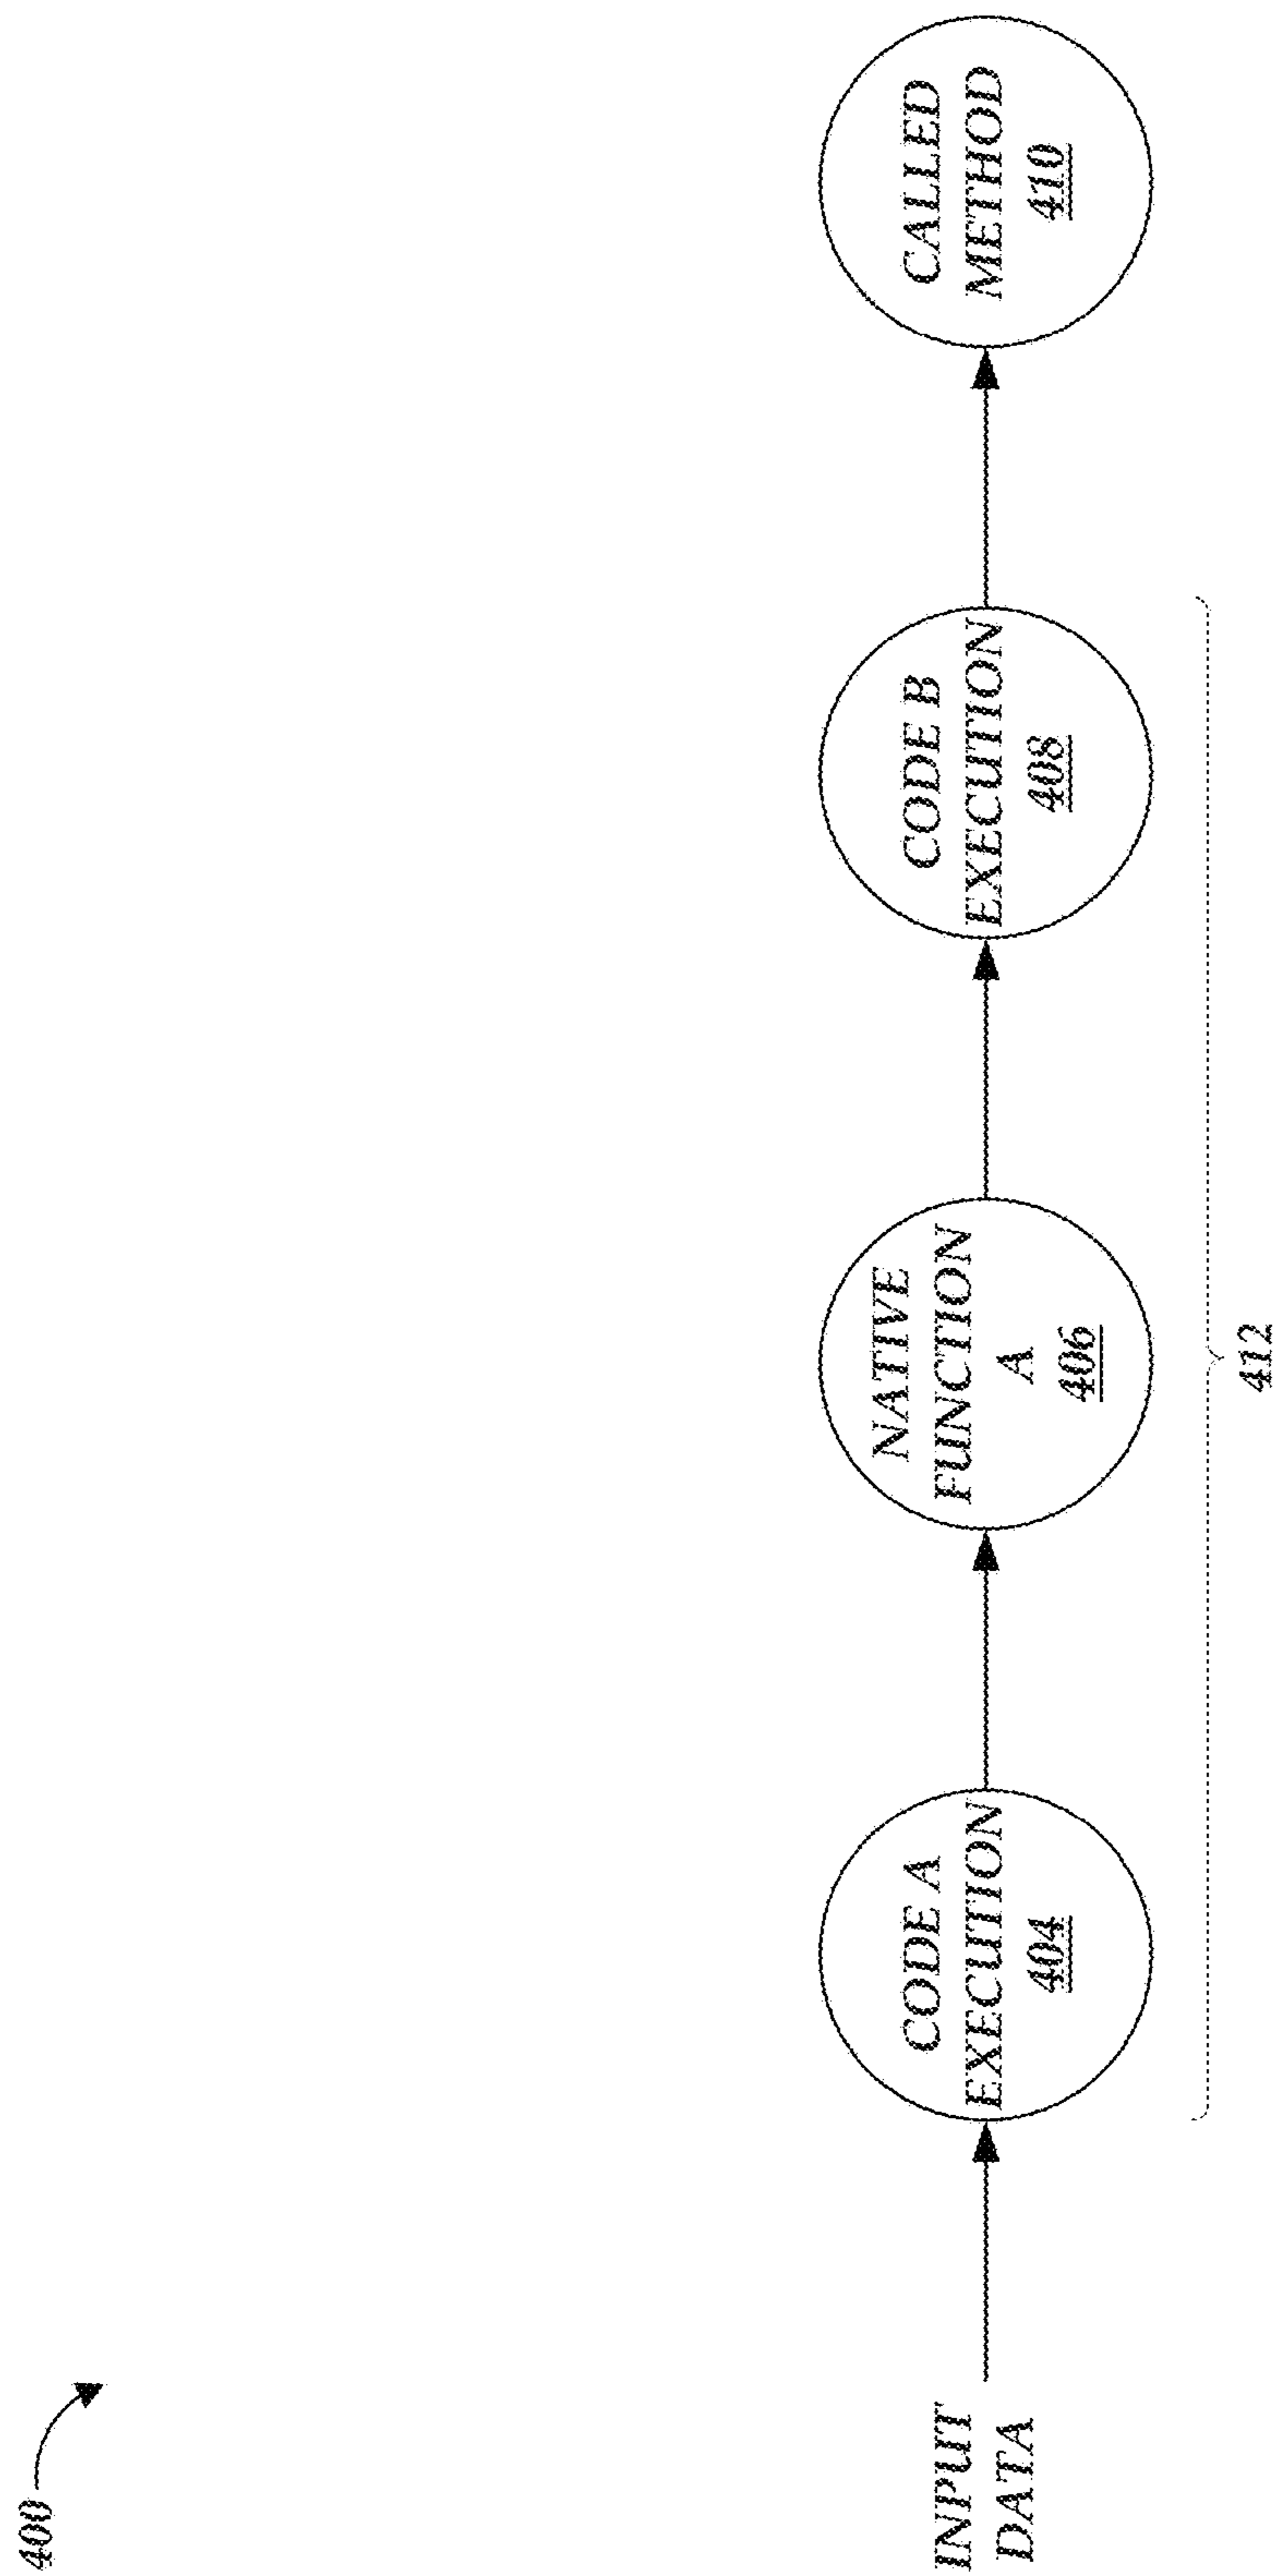 400
INPUT
DATA
CODE A
EXECUTION
404
NATIVE
FUNCTION
A
406
CODE B
EXECUTION
408
CALLED
METHOD
410
412